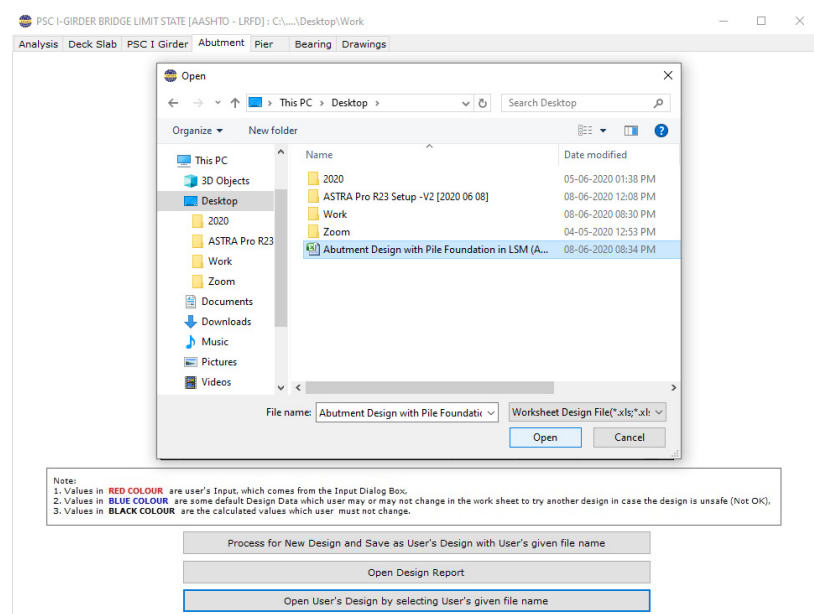 PSC I-GIRDER BRIDGE LIMIT STATE [AASHTO - LRFD] : C:\....\Desktop\Work
Analysis Deck Slab PSC I Girder Abutment Pier Bearing Drawings
Open
This PC > Desktop >
Search Desktop
Organize
New folder
Name
Date modified
This PC
3D Objects
Desktop
2020
ASTRA Pro R23
Work
Zoom
Documents
Downloads
Music
Pictures
Videos
2020 05-06-2020 01:38 PM
ASTRA Pro R23 Setup -V2 [2020 06 08] 08-06-2020 12:08 PM
Work 08-06-2020 08:30 PM
Zoom 04-05-2020 12:53 PM
Abutment Design with Pile Foundation in LSM (A... 08-06-2020 08:34 PM
File name: Abutment Design with Pile Foundatic
Worksheet Design File(*.xls;*.xl
Open
Cancel
Note:
1. Values in RED COLOUR are user's Input, which comes from the Input Dialog Box.
2. Values in BLUE COLOUR are some default Design Data which user may or may not change in the work sheet to try another design in case the design is unsafe (Not OK),
3. Values in BLACK COLOUR are the calculated values which user must not change.
Process for New Design and Save as User's Design with User's given file name
Open Design Report
Open User's Design by selecting User's given file name